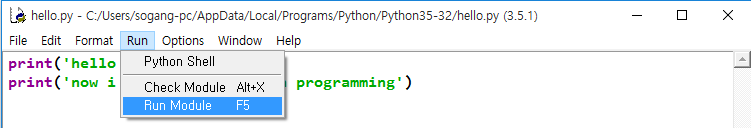 hello.py - C:/Users/sogang-pc/AppData/Local/Programs/Python/Python35-32/hello.py (3.5.1)
File Edit Format Run Options Window Help
print('hello
Python Shell
print('now i
programming')
Check Module Alt+X
Run Module F5